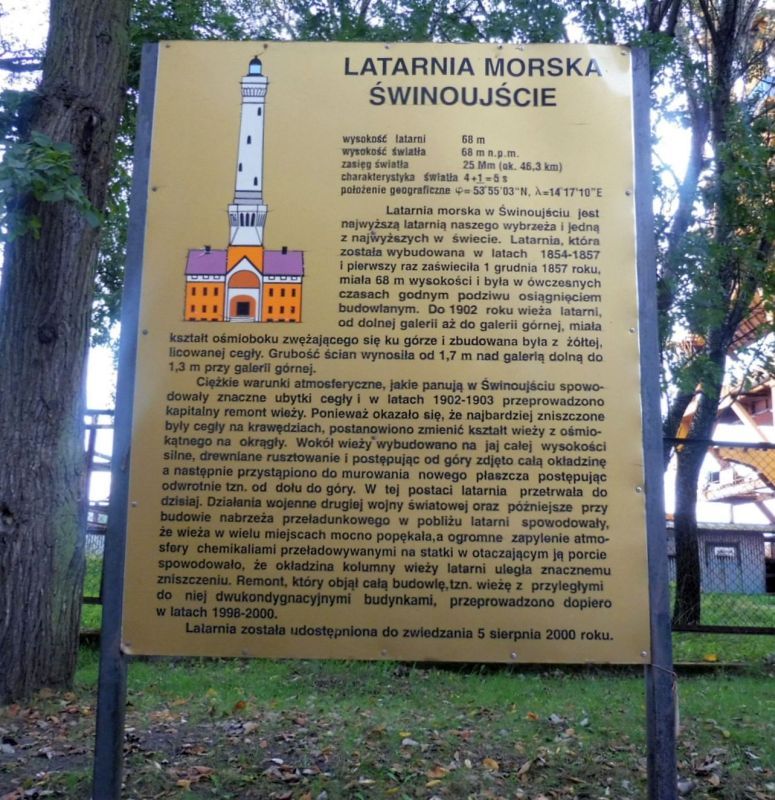 LATARNIA MORSKA
ŚWINOUJŚCIE
wysokość latarni 68 m
wysokość światła 68 m n.p.m.
zasięg światła 25 Mm (ok. 46,3 km)
charakterystyka światła 4+1=5 s
położenie geograficzne φ= 53°55'03"N, λ=14°17'10"E
Latarnia morska w Świnoujściu jest
najwyższą latarnią naszego wybrzeża i jedną
z najwyższych w świecie. Latarnia, która
została wybudowana w latach 1854-1857
i pierwszy raz zaświeciła 1 grudnia 1857 roku,
miała 68 m wysokości i była w ówczesnych
czasach godnym podziwu osiągnięciem
budowlanym. Do 1902 roku wieża latarni,
od dolnej galerii aż do galerii górnej, miała
kształt ośmioboku zwężającego się ku górze i zbudowana była z żółtej,
licowanej cegły. Grubość ścian wynosiła od 1,7 m nad galerią dolną do
1,3 m przy galerii górnej.
Ciężkie warunki atmosferyczne, jakie panują w Świnoujściu spowo-
dowały znaczne ubytki cegły i w latach 1902-1903 przeprowadzono
kapitalny remont wieży. Ponieważ okazało się, że najbardziej zniszczone
były cegły na krawędziach, postanowiono zmienić kształt wieży z ośmio-
kątnego na okrągły. Wokół wieży wybudowano na jaj całej wysokości
silne, drewniane rusztowanie i postępując od góry zdjęto całą okładzinę
a następnie przystąpiono do murowania nowego płaszcza postępując
odwrotnie tzn. od dołu do góry. W tej postaci latarnia przetrwała do
dzisiaj. Działania wojenne drugiej wojny światowej oraz późniejsze przy
budowie nabrzeża przeładunkowego w pobliżu latarni spowodowały,
że wieża w wielu miejscach mocno popękała,a ogromne zapylenie atmo-
sfery chemikaliami przeładowywanymi na statki w otaczającym ją porcie
spowodowało, że okładzina kolumny wieży latarni uległa znacznemu
zniszczeniu. Remont, który objął całą budowlę,tzn. wieżę z przyległymi
do niej dwukondygnacyjnymi budynkami, przeprowadzono dopiero
w latach 1998-2000.
Latarnia została udostępniona do zwiedzania 5 sierpnia 2000 roku.